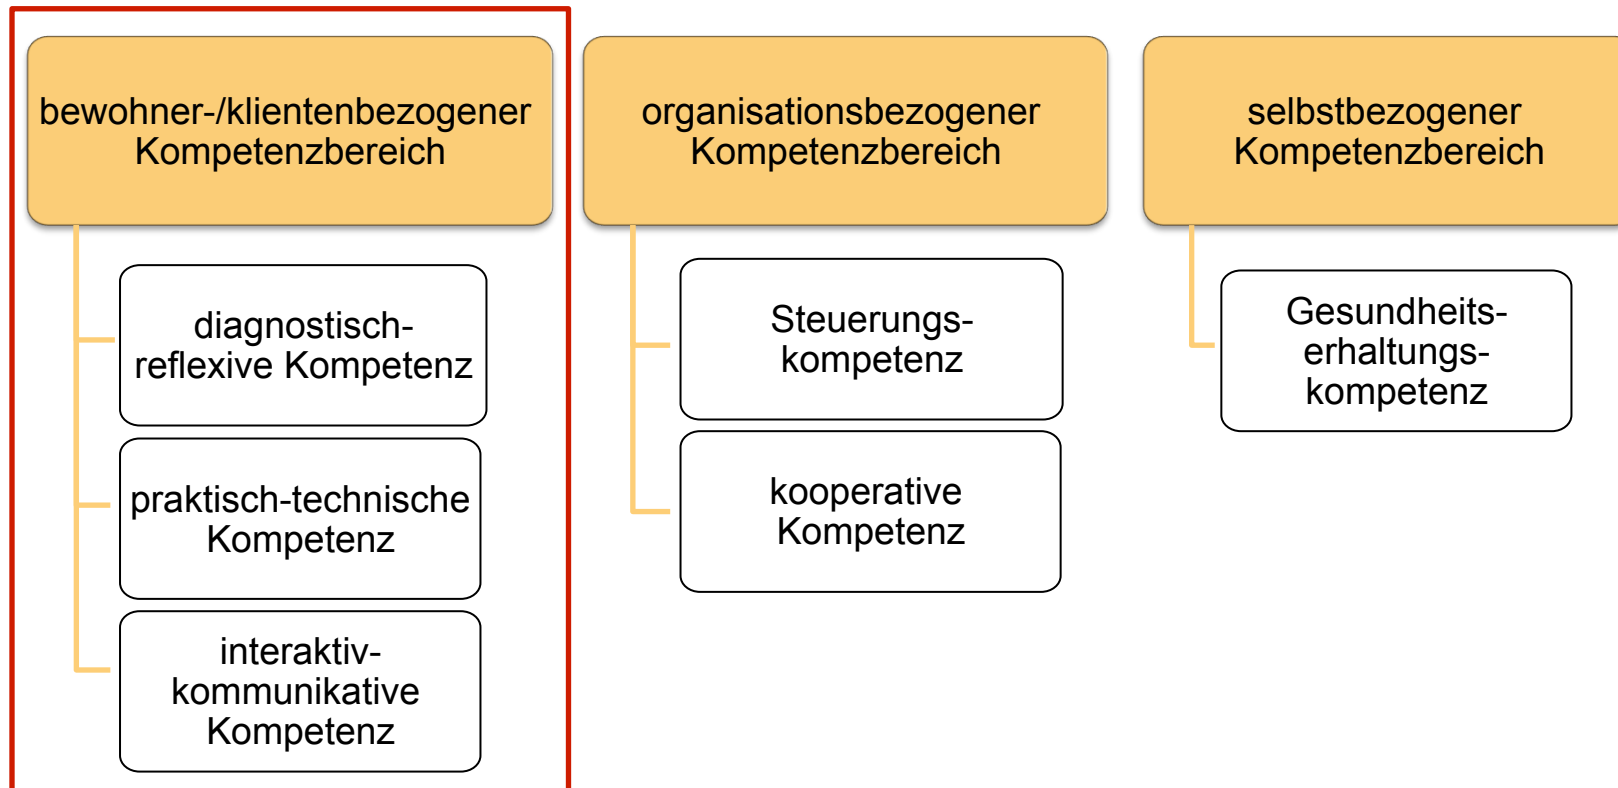 bewohner-/klientenbezogener
Kompetenzbereich
diagnostisch-
reflexive Kompetenz
praktisch-technische
Kompetenz
interaktiv-
kommunikative
Kompetenz
organisationsbezogener
Kompetenzbereich
Steuerungs-
kompetenz
kooperative
Kompetenz
selbstbezogener
Kompetenzbereich
Gesundheits-
erhaltungs-
kompetenz